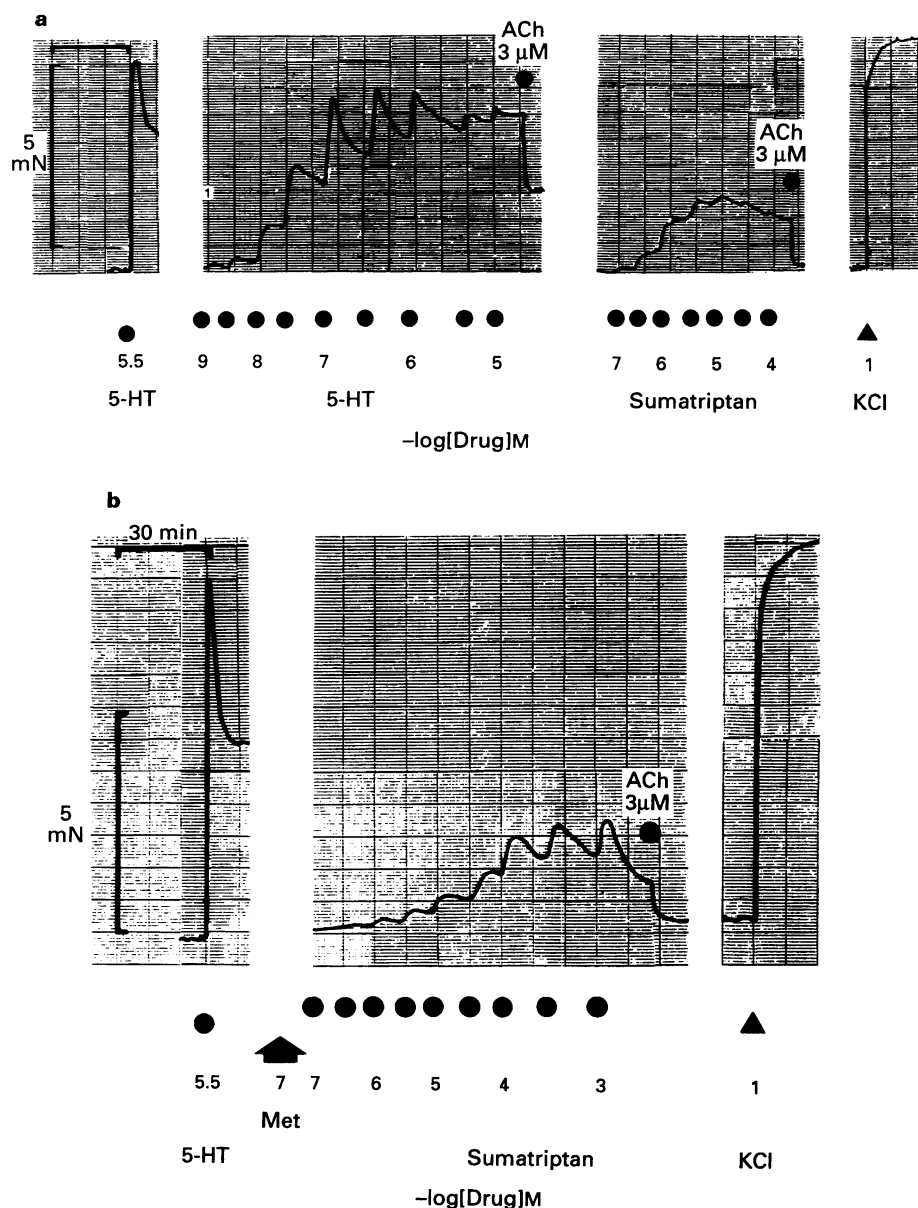 a
ACh
3 μM
ACh
3 μM
5
mN
1
5.5 9 8 7 6 5 7 6 5 4 1
5-HT 5-HT Sumatriptan KCl
–log[Drug]M
b
30 min
ACh
3μM
5
mN
5.5 7 7 6 5 4 3 1
Met
5-HT Sumatriptan KCl
–log[Drug]M